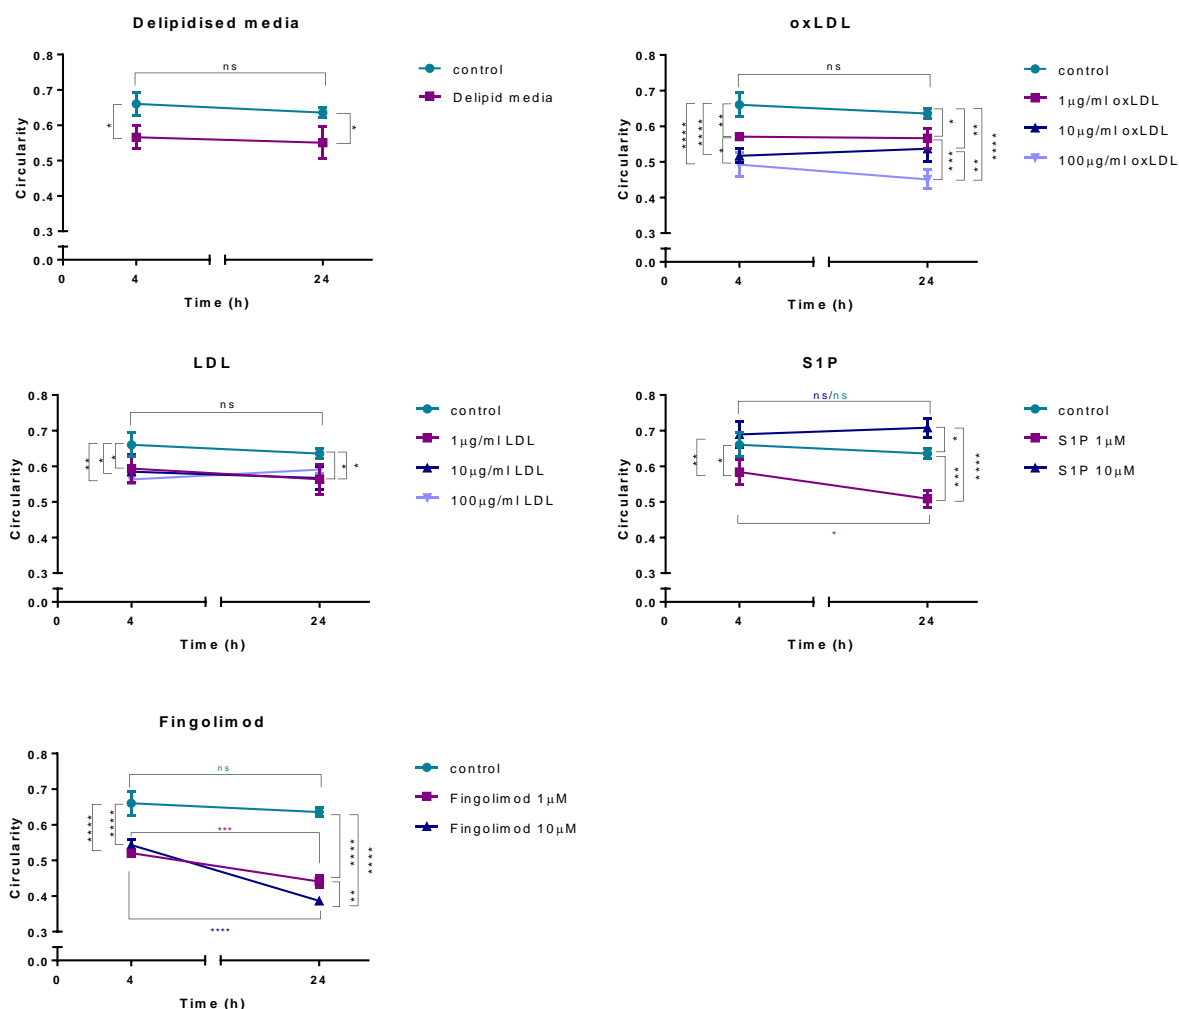 Delipidised media
0.8
0.7
0.6
0.5
0.4
0.3
0.0
Circularity
ns
*
*
0
4
24
Time (h)
control
Delipid media
oxLDL
0.8
0.7
0.6
0.5
0.4
0.3
0.0
Circularity
ns
****
****
**
*
*
***
**
**
****
0
4
24
Time (h)
control
1μg/ml oxLDL
10μg/ml oxLDL
100μg/ml oxLDL
LDL
0.8
0.7
0.6
0.5
0.4
0.3
0.0
Circularity
ns
**
*
*
*
*
0
4
24
Time (h)
control
1μg/ml LDL
10μg/ml LDL
100μg/ml LDL
S1P
0.8
0.7
0.6
0.5
0.4
0.3
0.0
Circularity
ns/ns
**
*
*
***
****
*
0
4
24
Time (h)
control
S1P 1μM
S1P 10μM
Fingolimod
0.8
0.7
0.6
0.5
0.4
0.3
0.0
Circularity
ns
****
****
***
****
**
****
****
0
4
24
Time (h)
control
Fingolimod 1μM
Fingolimod 10μM